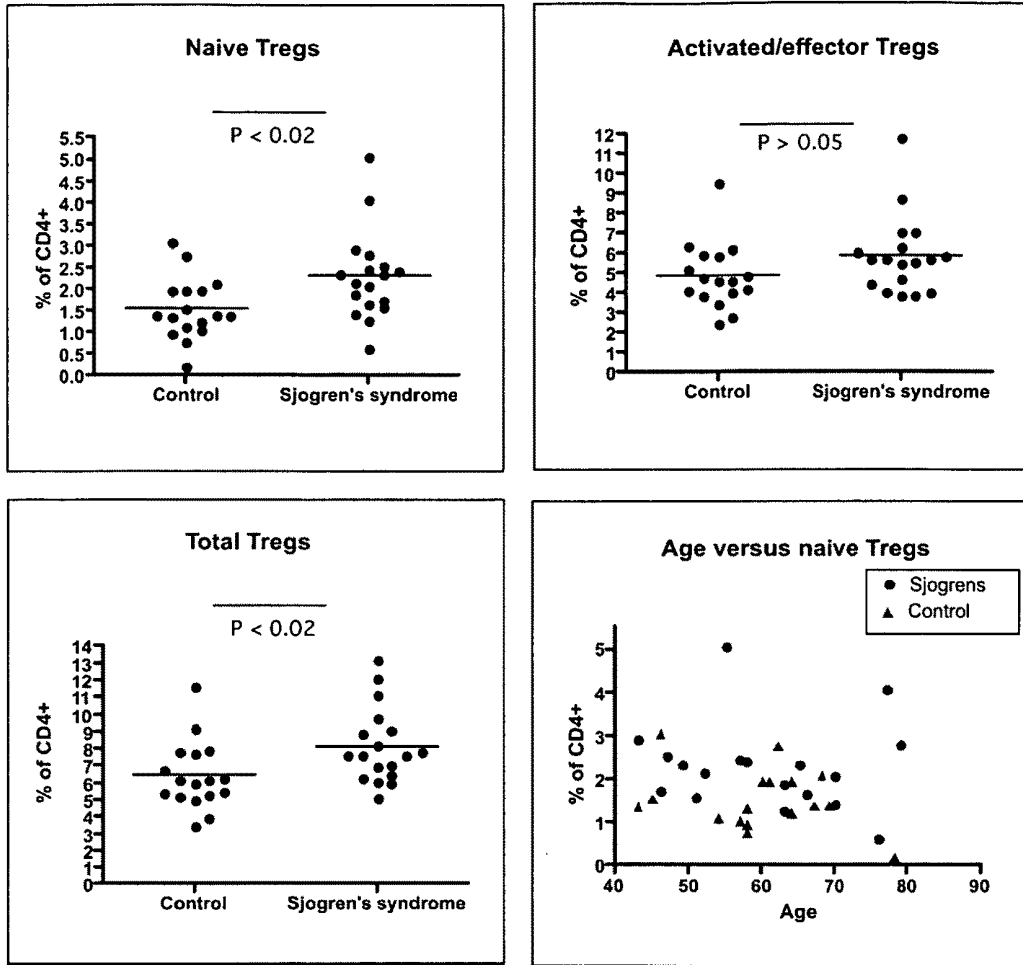 Naive Tregs
P < 0.02
5.5
5.0
4.5
4.0
3.5
3.0
2.5
2.0
1.5
1.0
0.5
0.0
% of CD4+
Control Sjogren's syndrome
Activated/effector Tregs
P > 0.05
12
11
10
9
8
7
6
5
4
3
2
1
0
% of CD4+
Control Sjogren's syndrome
Total Tregs
P < 0.02
14
13
12
11
10
9
8
7
6
5
4
3
2
1
0
% of CD4+
Control Sjogren's syndrome
Age versus naive Tregs
Sjogrens
Control
5
4
3
2
1
0
% of CD4+
40 50 60 70 80 90
Age